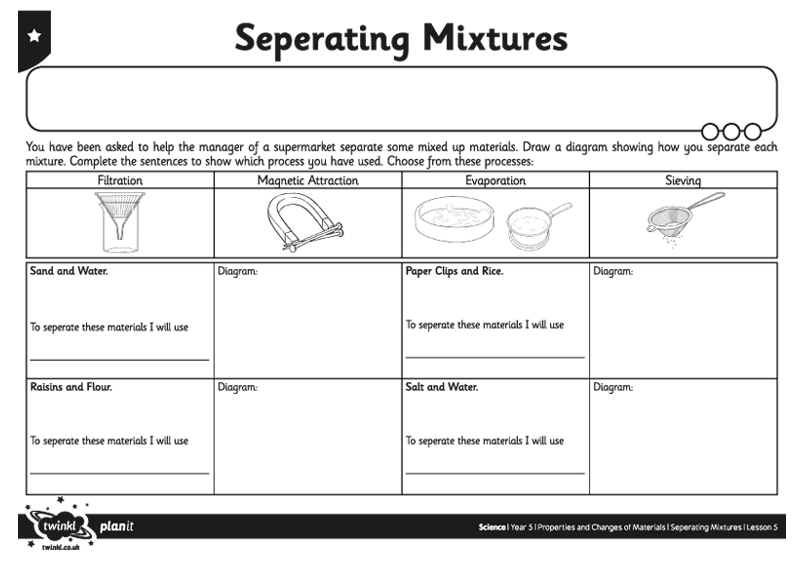 Seperating Mixtures
You have been asked to help the manager of a supermarket separate some mixed up materials. Draw a diagram showing how you separate each
mixture. Complete the sentences to show which process you have used. Choose from these processes:
Filtration
Magnetic Attraction
Evaporation
Sieving
Sand and Water.
To seperate these materials I will use
Diagram:
Paper Clips and Rice.
To seperate these materials I will use
Diagram:
Raisins and Flour.
To seperate these materials I will use
Diagram:
Salt and Water.
To seperate these materials I will use
Diagram:
twinkl planit
twinkl.co.uk
Science | Year 5 | Properties and Changes of Materials | Seperating Mixtures | Lesson 5